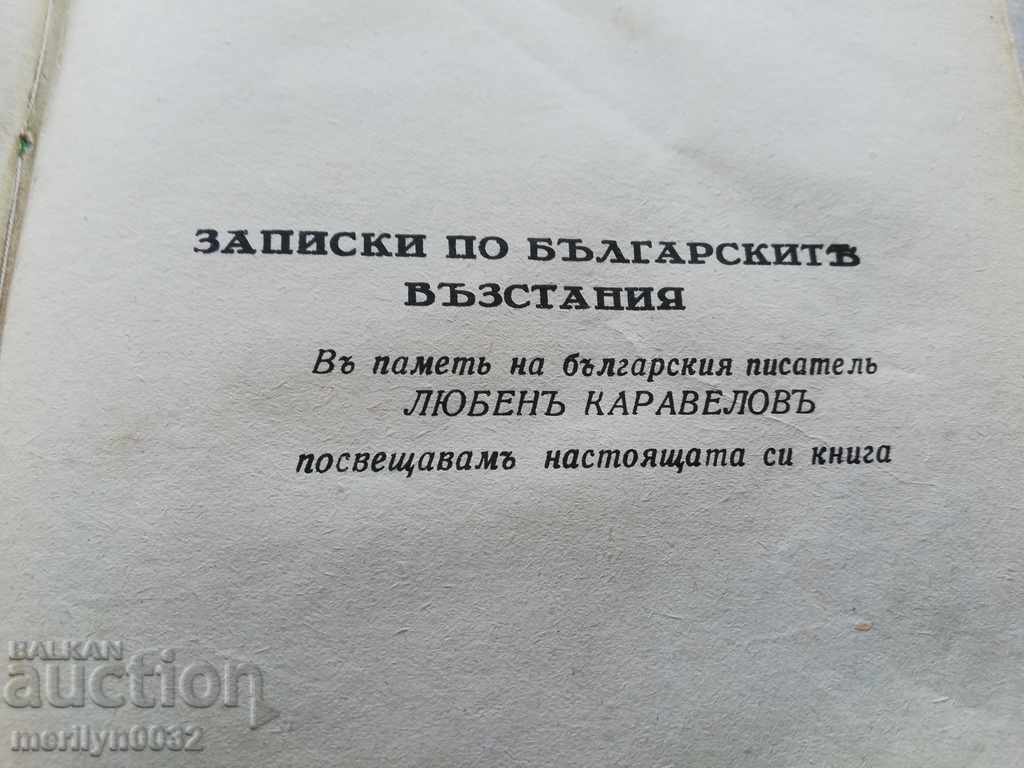 ЗАПИСКИ ПО БЪЛГАРСКИТѢ
ВЪЗСТАНИЯ
Въ паметь на българския писатель
ЛЮБЕНЪ КАРАВЕЛОВЪ
посвещавамъ настоящата си книга
BALKAN
auction
merilyn0032